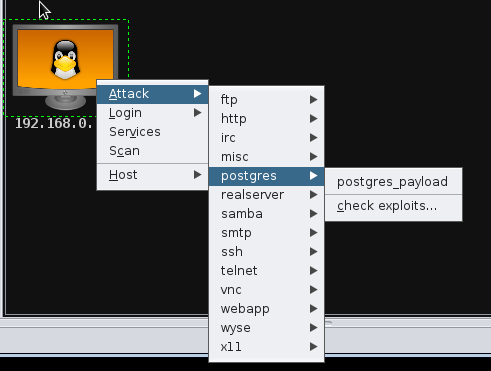 192.168.0.
Attack
Login
Services
Scan
Host
ftp
http
irc
misc
postgres
realserver
samba
smtp
ssh
telnet
vnc
webapp
wyse
x11
postgres_payload
check exploits...